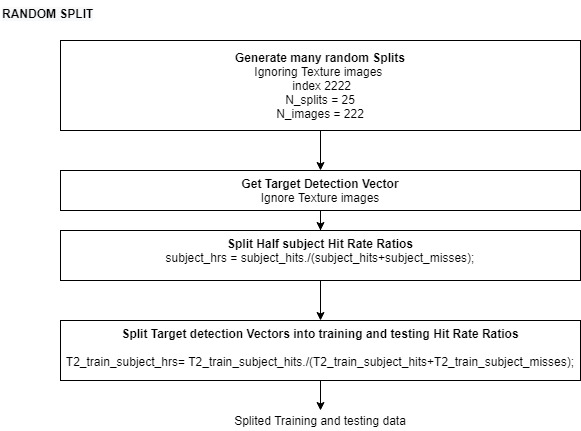 RANDOM SPLIT
Generate many random Splits
Ignoring Texture images
index 2222
N_splits = 25
N_images = 222
Get Target Detection Vector
Ignore Texture images
Split Half subject Hit Rate Ratios
subject_hrs = subject_hits./(subject_hits+subject_misses);
Split Target detection Vectors into training and testing Hit Rate Ratios
T2_train_subject_hrs= T2_train_subject_hits./(T2_train_subject_hits+T2_train_subject_misses);
Splited Training and testing data